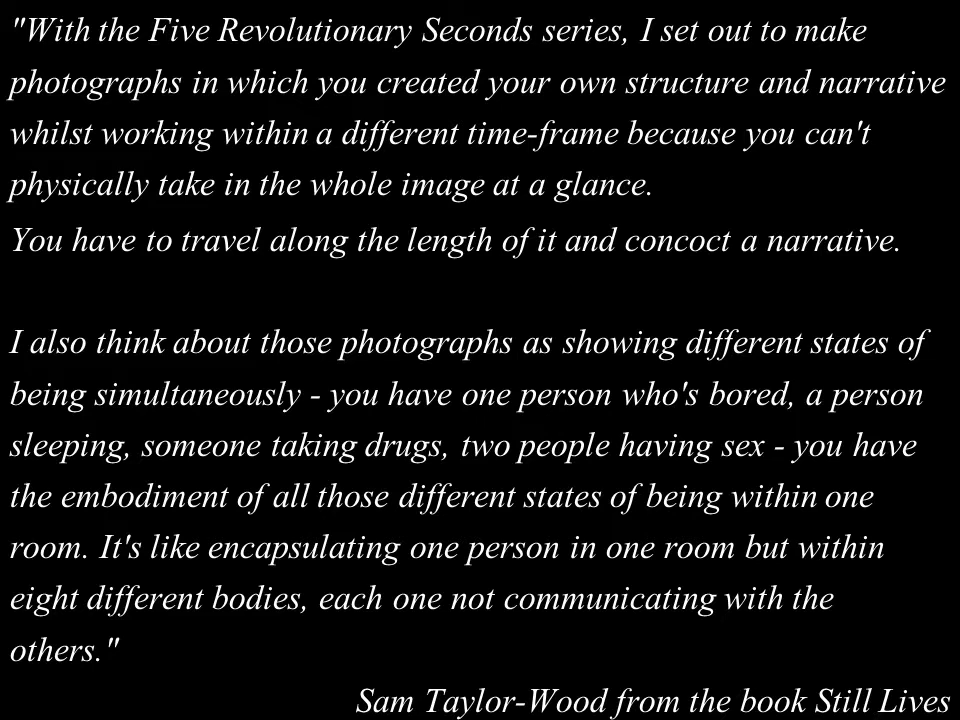 "With the Five Revolutionary Seconds series, I set out to make
photographs in which you created your own structure and narrative
whilst working within a different time-frame because you can't
physically take in the whole image at a glance.
You have to travel along the length of it and concoct a narrative.
I also think about those photographs as showing different states of
being simultaneously - you have one person who's bored, a person
sleeping, someone taking drugs, two people having sex - you have
the embodiment of all those different states of being within one
room. It's like encapsulating one person in one room but within
eight different bodies, each one not communicating with the
others."
Sam Taylor-Wood from the book Still Lives